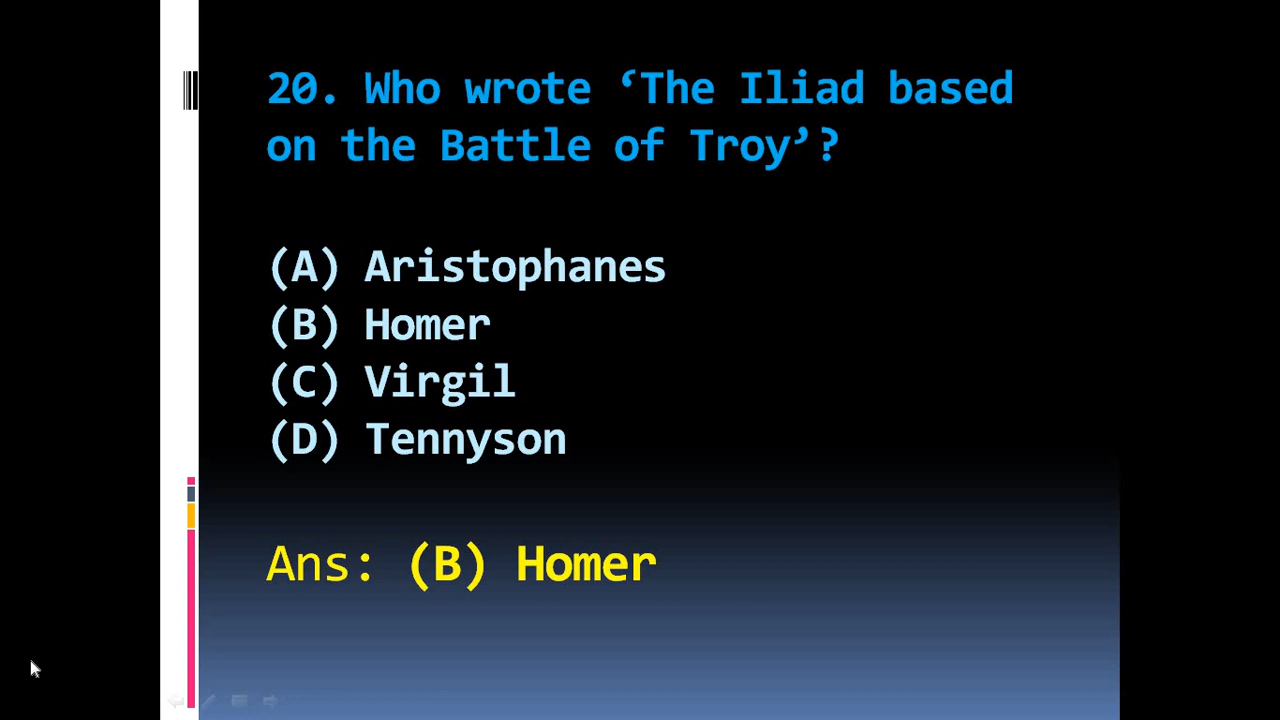 20. Who wrote ‘The Iliad based
on the Battle of Troy’?
(A) Aristophanes
(B) Homer
(C) Virgil
(D) Tennyson
Ans: (B) Homer